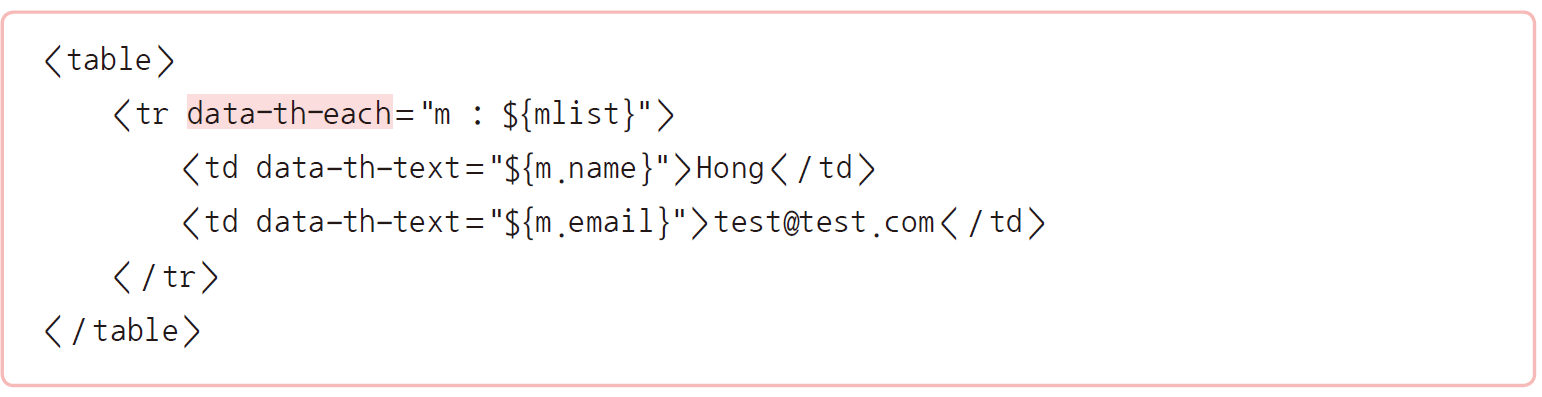 <table>
<tr data-th-each="m : ${mlist}">
<td data-th-text="${m.name}">Hong</td>
<td data-th-text="${m.email}">test@test.com</td>
</tr>
</table>